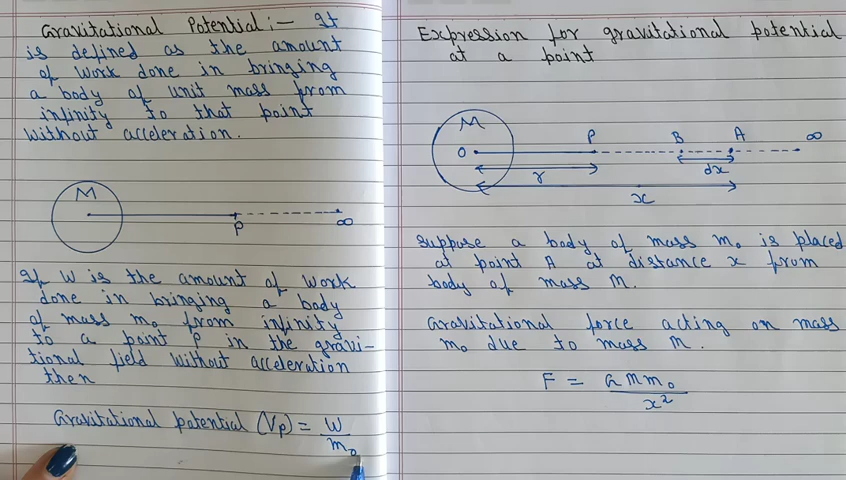 Gravitational Potential:- It
is defined as the amount
of work done in bringing
a body of unit mass from
infinity to that point
without acceleration.
M
P
∞
If W is the amount of work
done in bringing a body
of mass m₀ from infinity
to a point P in the gravi-
tional field without acceleration
then
Gravitational potential (Vp) = W/m₀
Expression for gravitational potential
at a point
M
O P B A ∞
r dx
x
Suppose a body of mass m₀ is placed
at point A at distance x from
body of mass M.
Gravitational force acting on mass
m₀ due to mass M.
F = GMm₀/x²